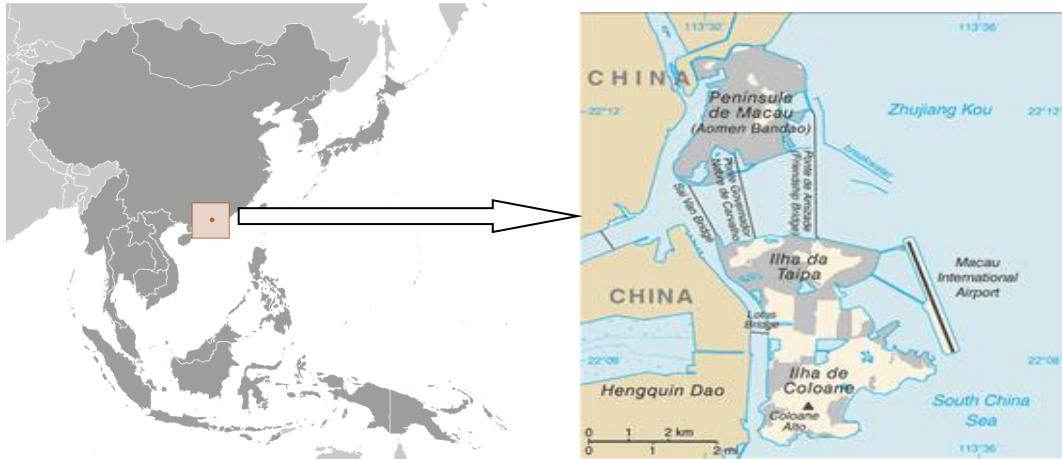 113°32'
113°36'
CHINA
Península
de Macau
(Aomen Bandao)
22°12'
Zhujiang Kou
22°12'
breakwater
Sai Van Bridge
Ponte Governador
Nobre de Carvalho
Ponte de Amizade
Friendship Bridge
Ilha da
Taipa
Macau
International
Airport
CHINA
Lotus
Bridge
22°08'
22°08'
Ilha de
Coloane
Hengquin Dao
Coloane
Alto
South China
Sea
0 1 2 km
0 1 2 mi
113°36'